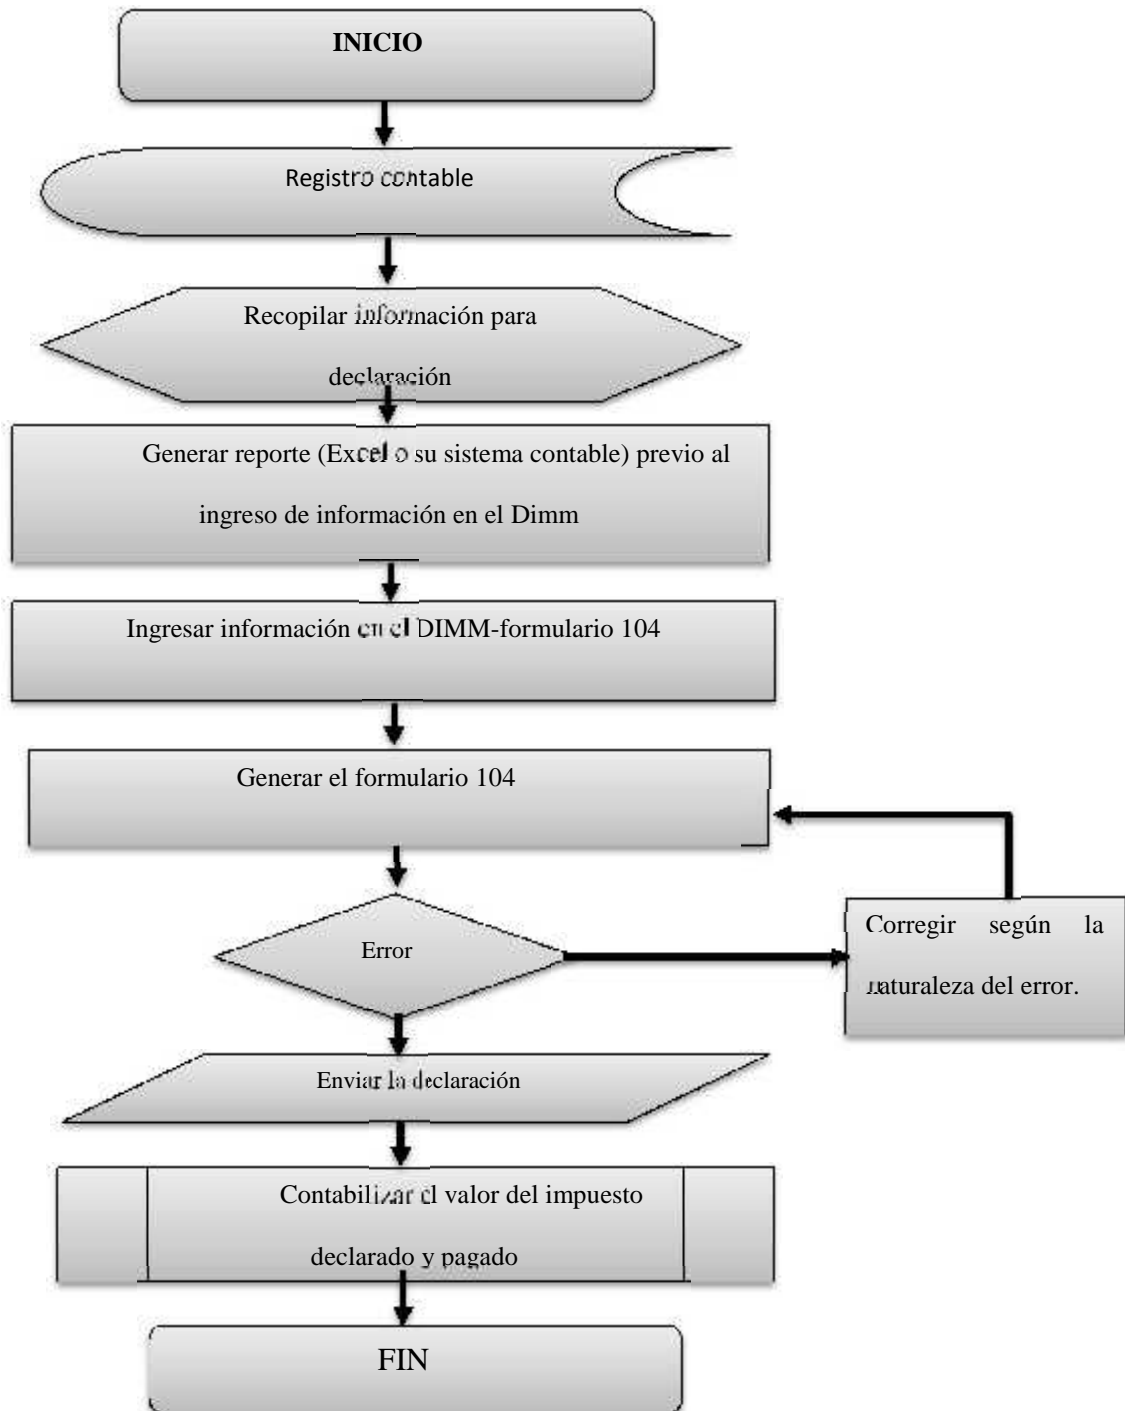 INICIO
Registro contable
Recopilar información para
declaración
Generar reporte (Excel o su sistema contable) previo al
ingreso de información en el Dimm
Ingresar información en el DIMM-formulario 104
Generar el formulario 104
Error
Corregir según la
naturaleza del error.
Enviar la declaración
Contabilizar el valor del impuesto
declarado y pagado
FIN